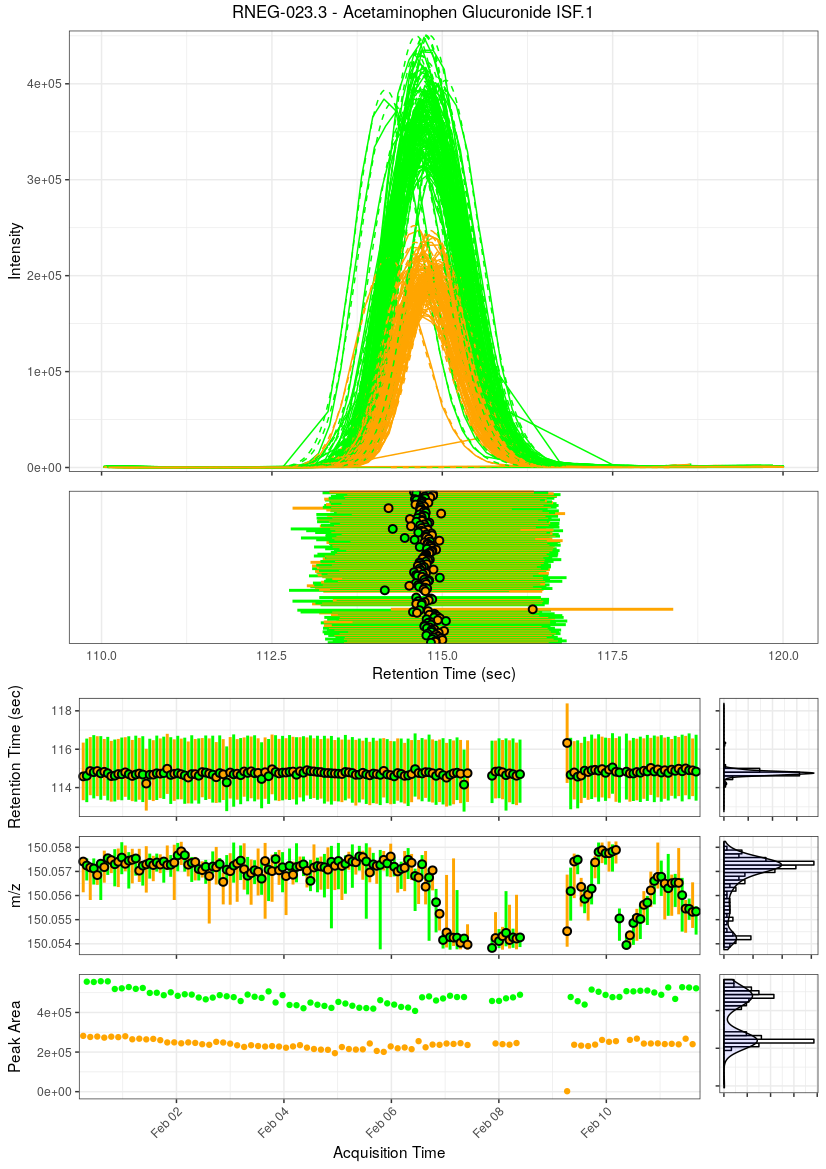 RNEG-023.3 - Acetaminophen Glucuronide ISF.1
4e+05
3e+05
2e+05
1e+05
0e+00
Intensity
110.0 112.5 115.0 117.5 120.0
Retention Time (sec)
118
116
114
Retention Time (sec)
150.058
150.057
150.056
150.055
150.054
m/z
4e+05
2e+05
0e+00
Peak Area
Feb 02 Feb 04 Feb 06 Feb 08 Feb 10
Acquisition Time